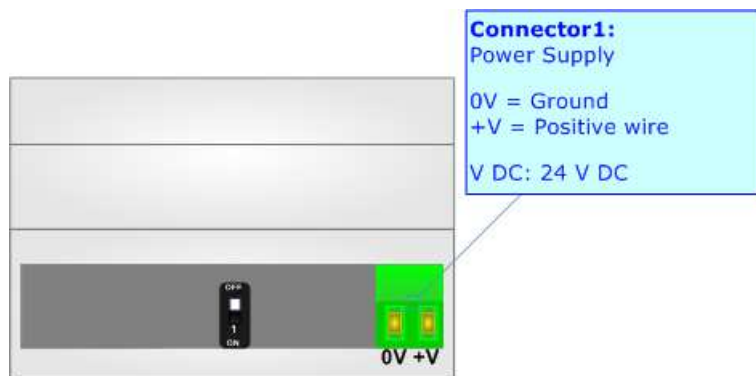 Connector1:
Power Supply
0V = Ground
+V = Positive wire
V DC: 24 V DC
OFF
1
ON
0V +V